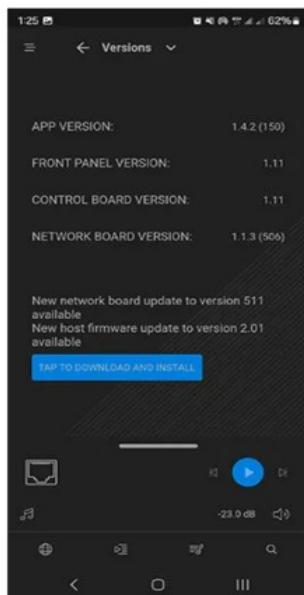 1:25 62%
Versions
APP VERSION: 1.4.2 (150)
FRONT PANEL VERSION: 1.11
CONTROL BOARD VERSION: 1.11
NETWORK BOARD VERSION: 1.1.3 (506)
New network board update to version 511
available
New host firmware update to version 2.01
available
TAP TO DOWNLOAD AND INSTALL
-23.0 dB